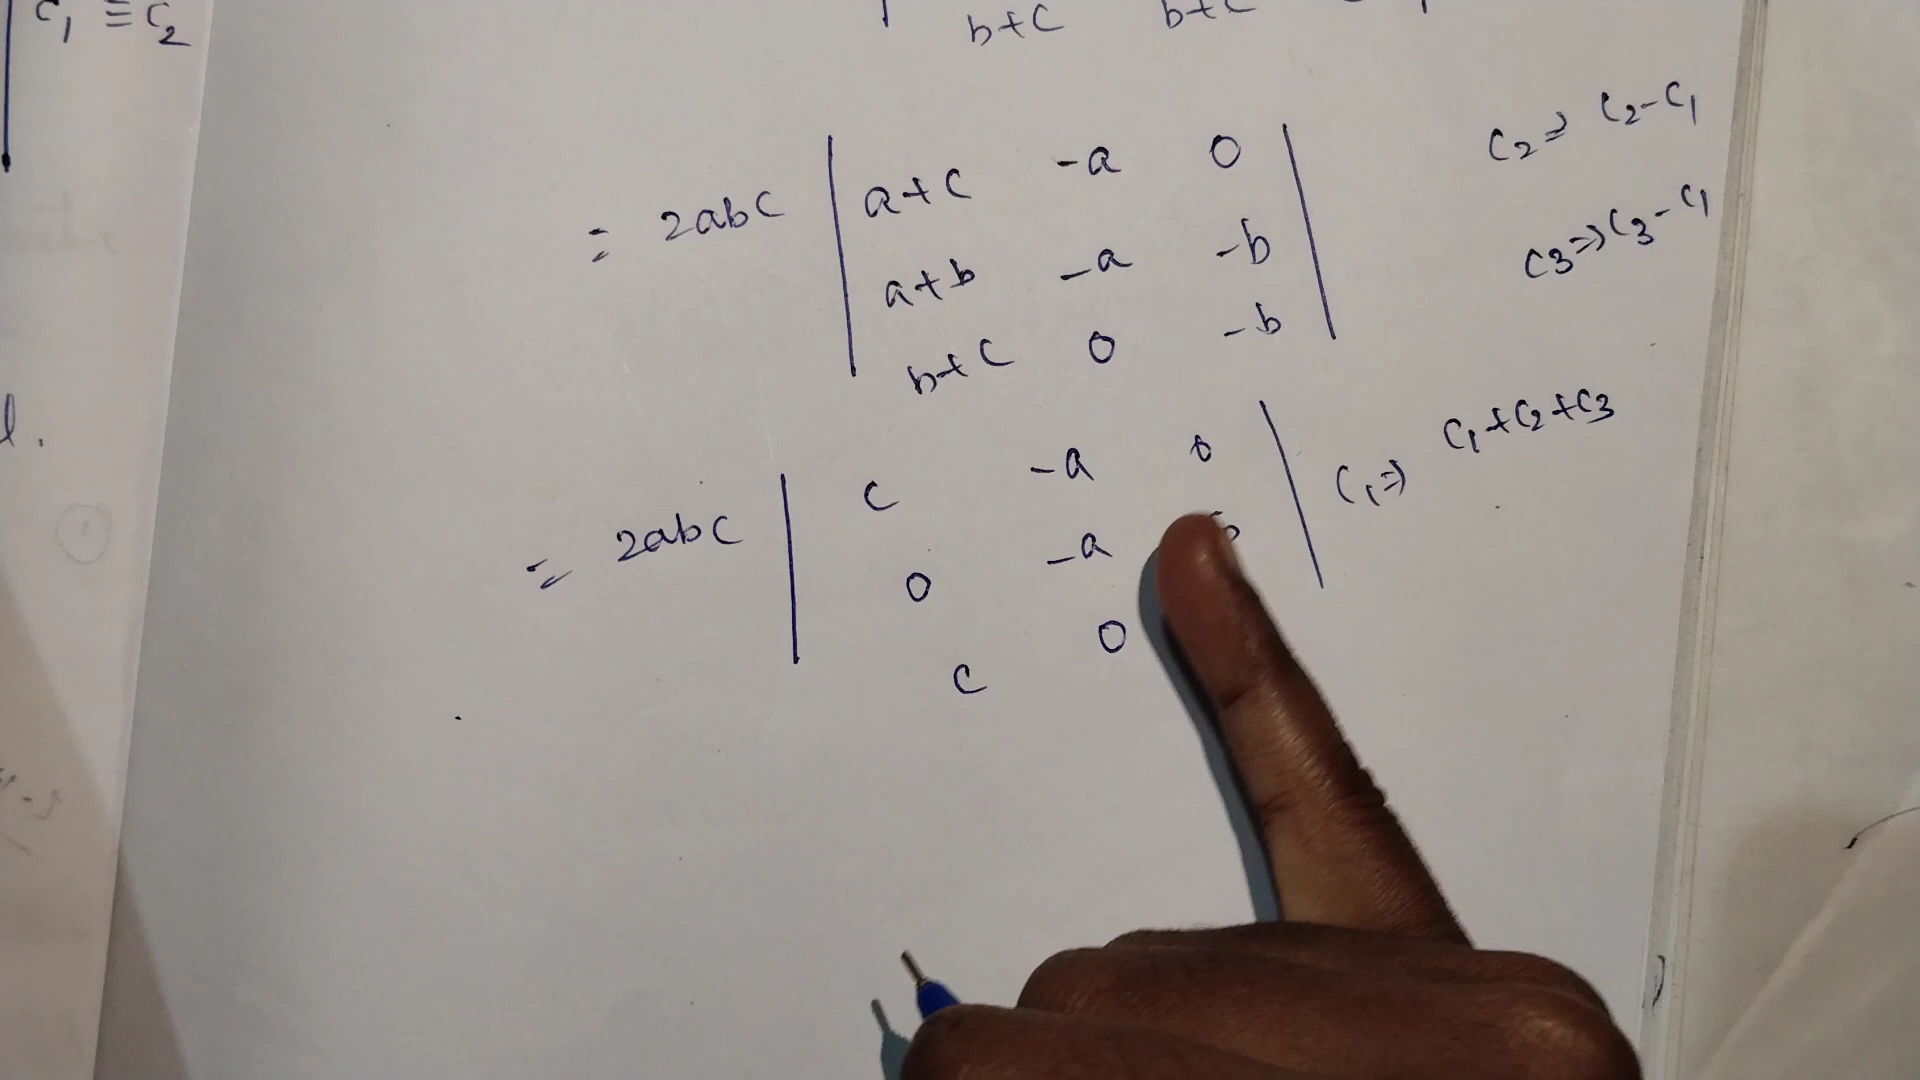 C₁ ≡ C₂
b+c b+c
= 2abc | a+c -a 0 | C₂ ⇒ C₂-C₁
a+b -a -b C₃ ⇒ C₃-C₁
b+c 0 -b
= 2abc | c -a 0 | C₁ ⇒ C₁+C₂+C₃
0 -a
c 0
l.